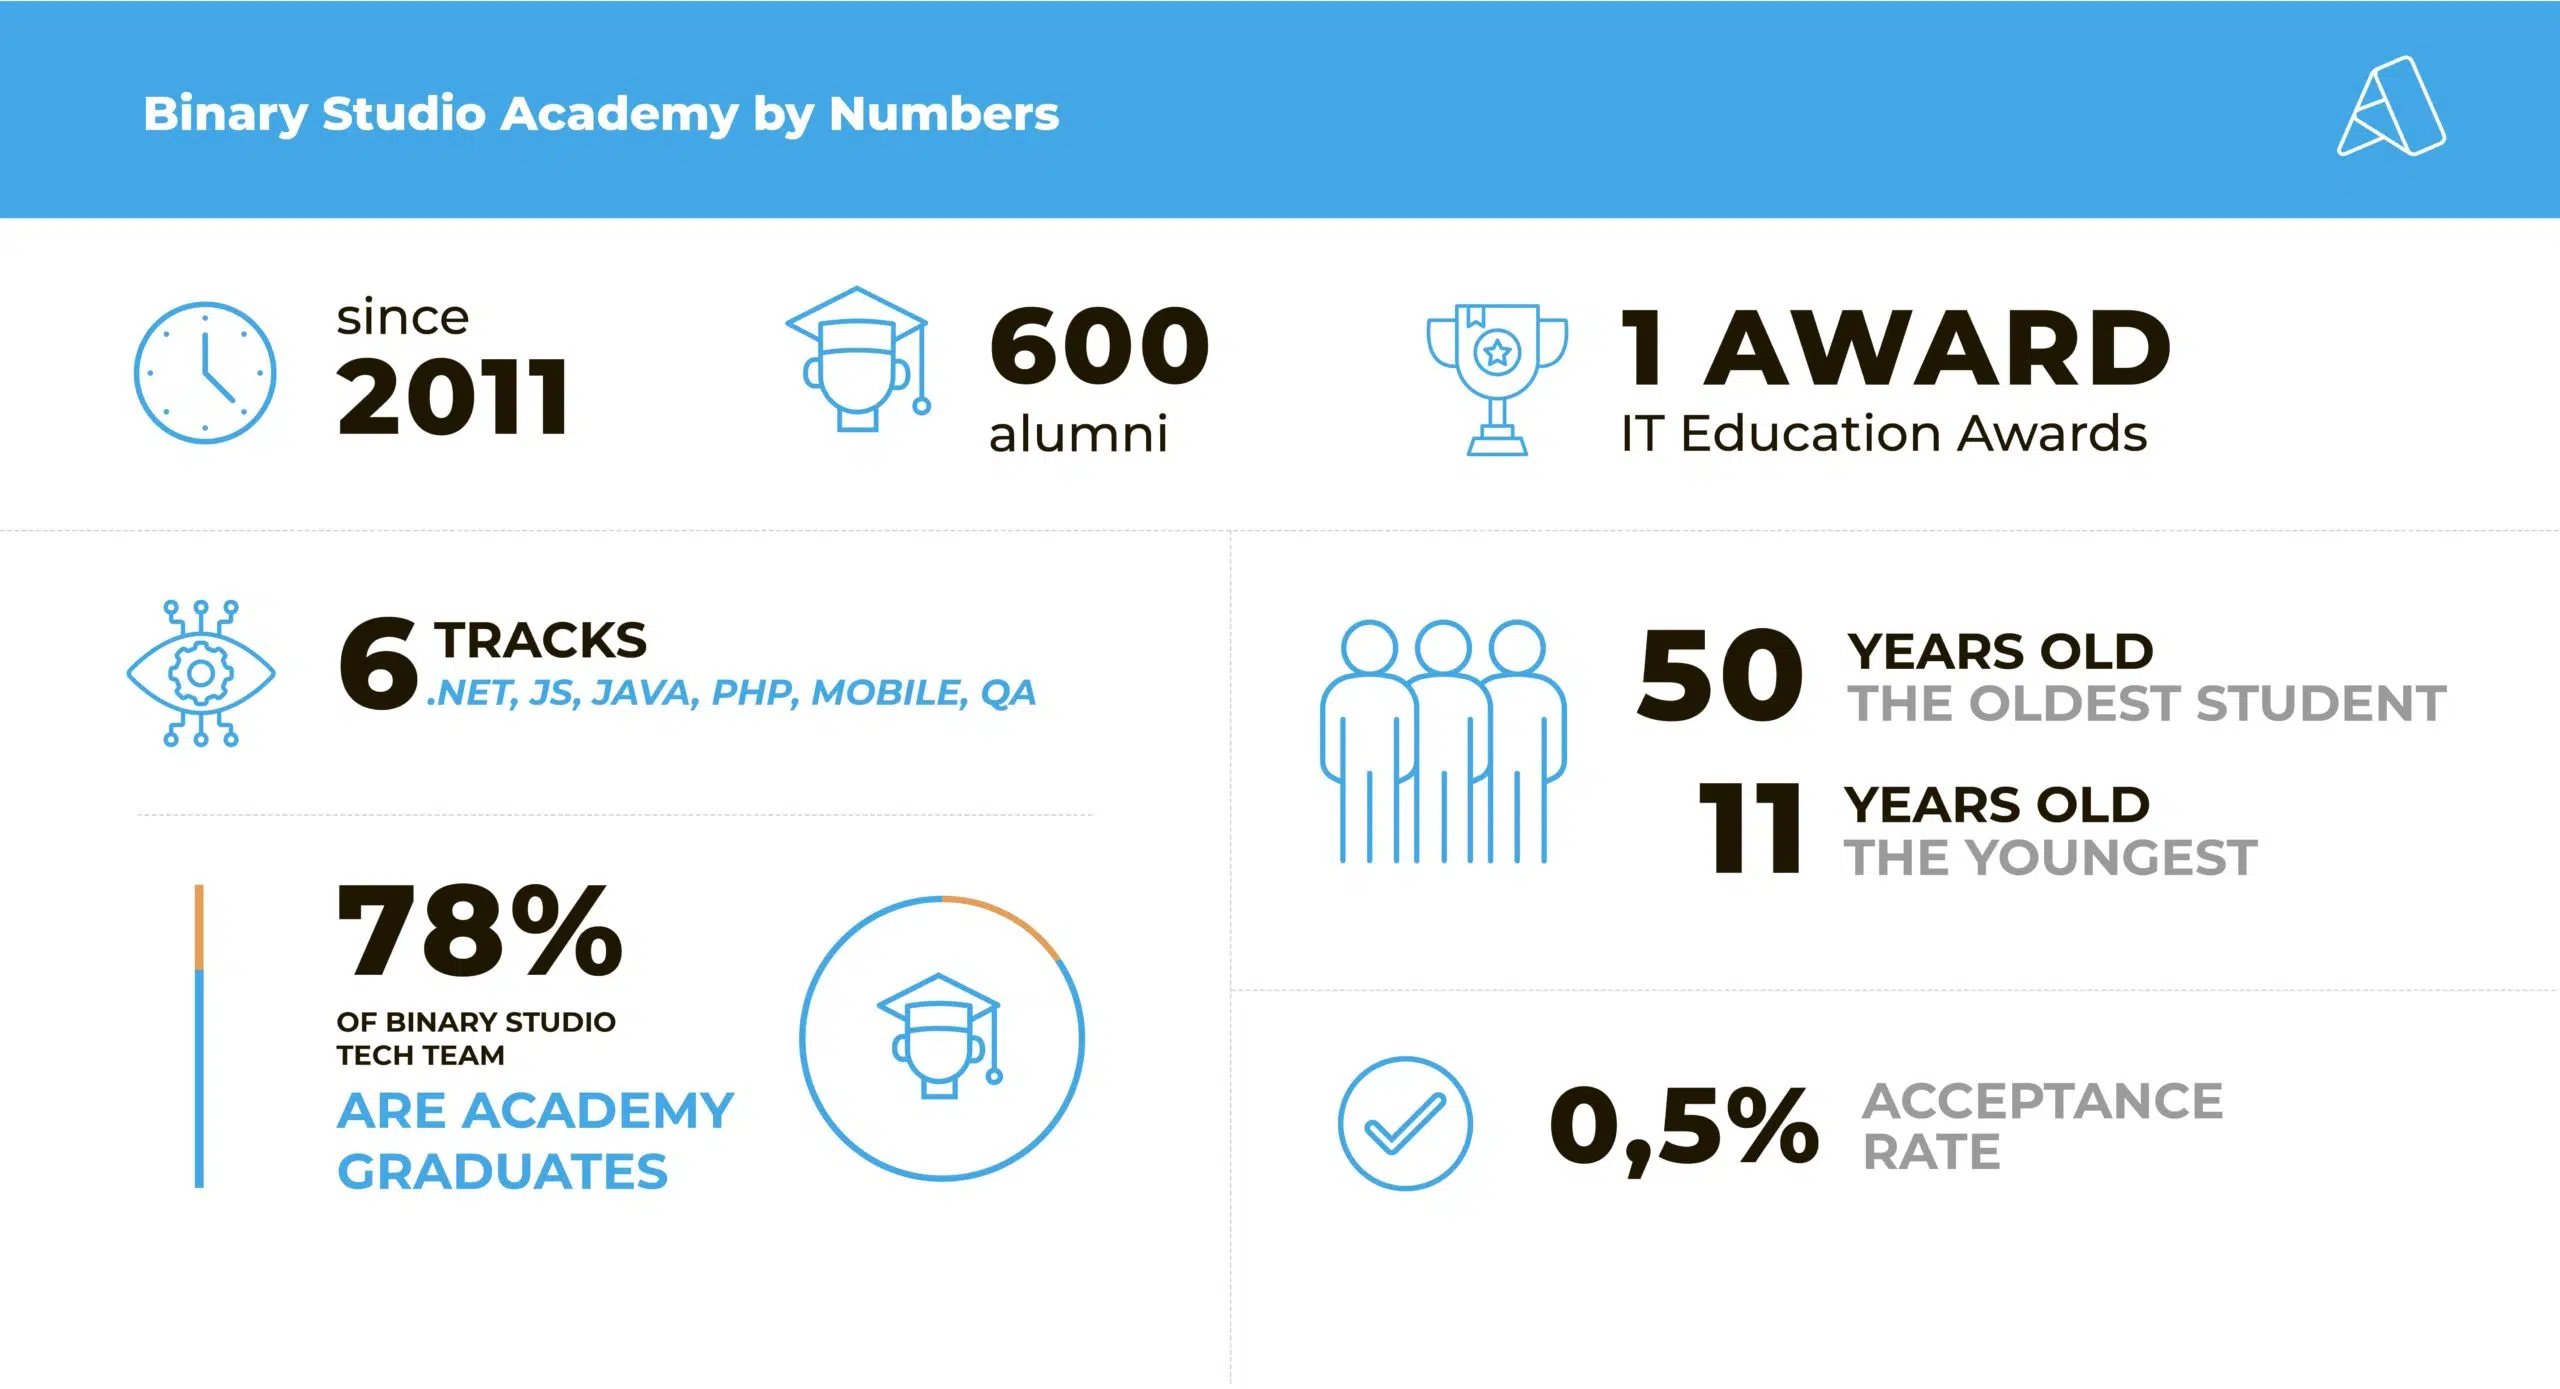 Binary Studio Academy by Numbers
since
2011
600
alumni
1 AWARD
IT Education Awards
6 TRACKS
.NET, JS, JAVA, PHP, MOBILE, QA
78%
OF BINARY STUDIO
TECH TEAM
ARE ACADEMY
GRADUATES
50 YEARS OLD
THE OLDEST STUDENT
11 YEARS OLD
THE YOUNGEST
0,5% ACCEPTANCE
RATE